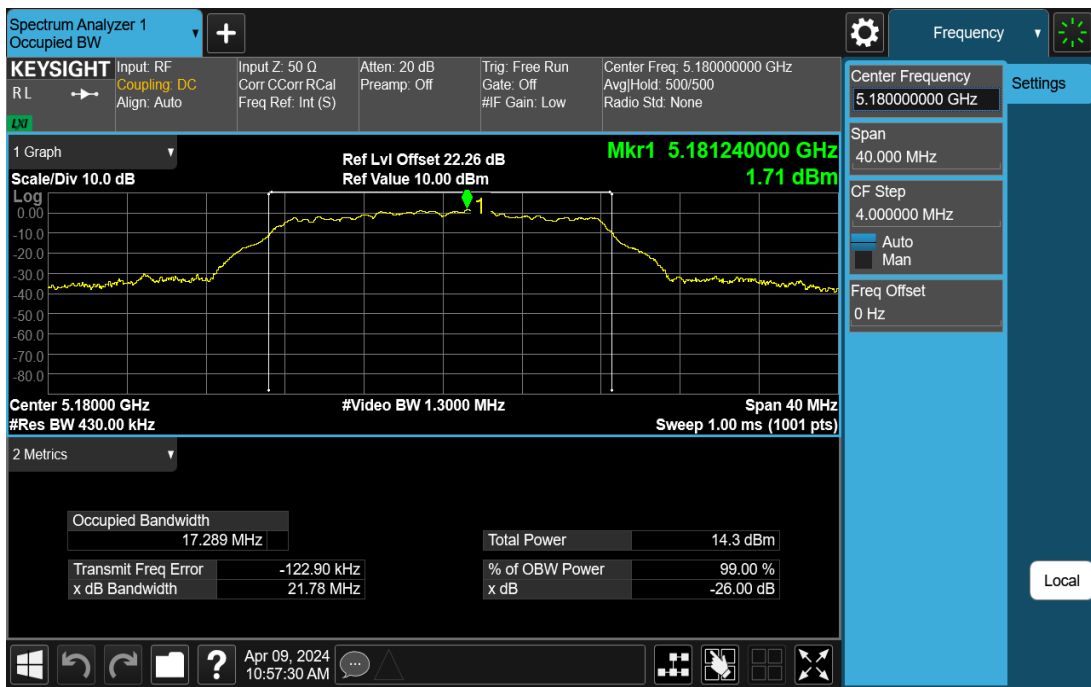 Spectrum Analyzer 1
Occupied BW
+
Frequency
KEYSIGHT
R L
LXI
Input: RF
Coupling: DC
Align: Auto
Input Z: 50 Ω
Corr CCorr RCal
Freq Ref: Int (S)
Atten: 20 dB
Preamp: Off
Trig: Free Run
Gate: Off
#IF Gain: Low
Center Freq: 5.180000000 GHz
Avg|Hold: 500/500
Radio Std: None
Center Frequency
5.180000000 GHz
Settings
Span
40.000 MHz
CF Step
4.000000 MHz
Auto
Man
Freq Offset
0 Hz
Local
1 Graph
Scale/Div 10.0 dB
Ref Lvl Offset 22.26 dB
Ref Value 10.00 dBm
Mkr1 5.181240000 GHz
1.71 dBm
Log
1
0.00
-10.0
-20.0
-30.0
-40.0
-50.0
-60.0
-70.0
-80.0
Center 5.18000 GHz
#Res BW 430.00 kHz
#Video BW 1.3000 MHz
Span 40 MHz
Sweep 1.00 ms (1001 pts)
2 Metrics
Occupied Bandwidth
17.289 MHz
Total Power 14.3 dBm
Transmit Freq Error -122.90 kHz
% of OBW Power 99.00 %
x dB Bandwidth 21.78 MHz
x dB -26.00 dB
?
Apr 09, 2024
10:57:30 AM